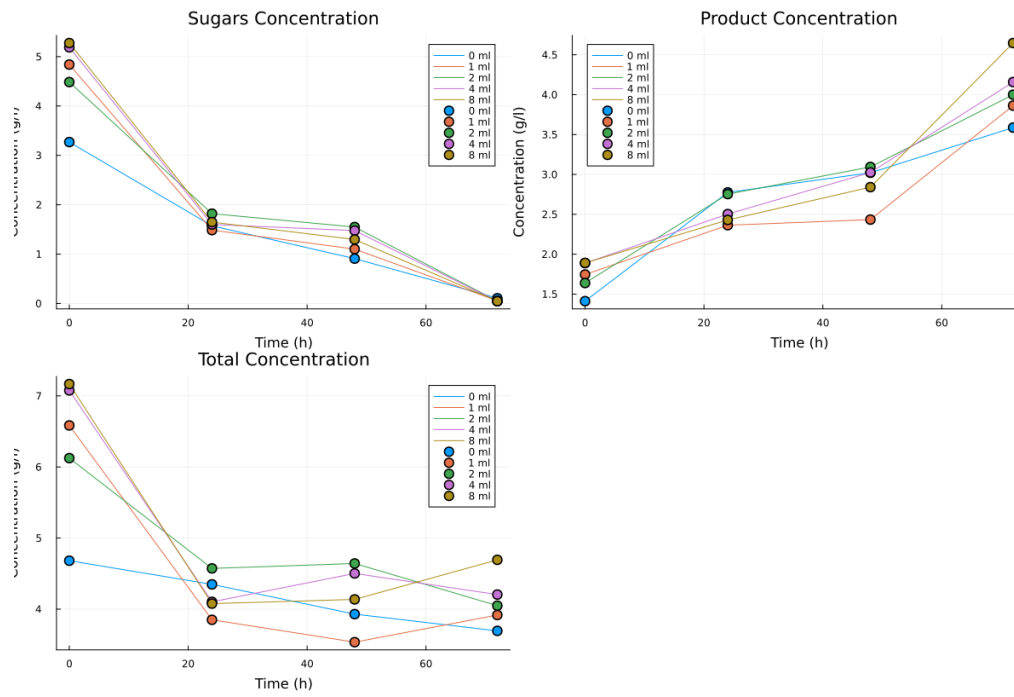 Sugars Concentration
5
4
3
2
1
0
0
20
40
60
Time (h)
0 ml
1 ml
2 ml
4 ml
8 ml
0 ml
1 ml
2 ml
4 ml
8 ml
Product Concentration
Concentration (g/l)
4.5
4.0
3.5
3.0
2.5
2.0
1.5
0
20
40
60
Time (h)
0 ml
1 ml
2 ml
4 ml
8 ml
0 ml
1 ml
2 ml
4 ml
8 ml
Total Concentration
7
6
5
4
0
20
40
60
Time (h)
0 ml
1 ml
2 ml
4 ml
8 ml
0 ml
1 ml
2 ml
4 ml
8 ml